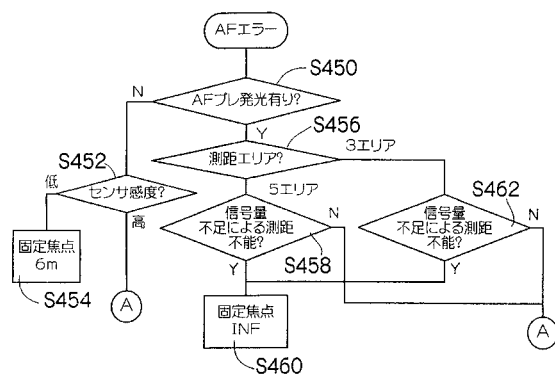 AFエラー
S450
N
AFプレ発光有り?
Y
S456
測距エリア?
3エリア
S452
低
センサ感度?
高
5エリア
信号量
不足による測距
不能?
N
S458
Y
S462
信号量
不足による測距
不能?
N
Y
固定焦点
6m
S454
A
固定焦点
INF
S460
A